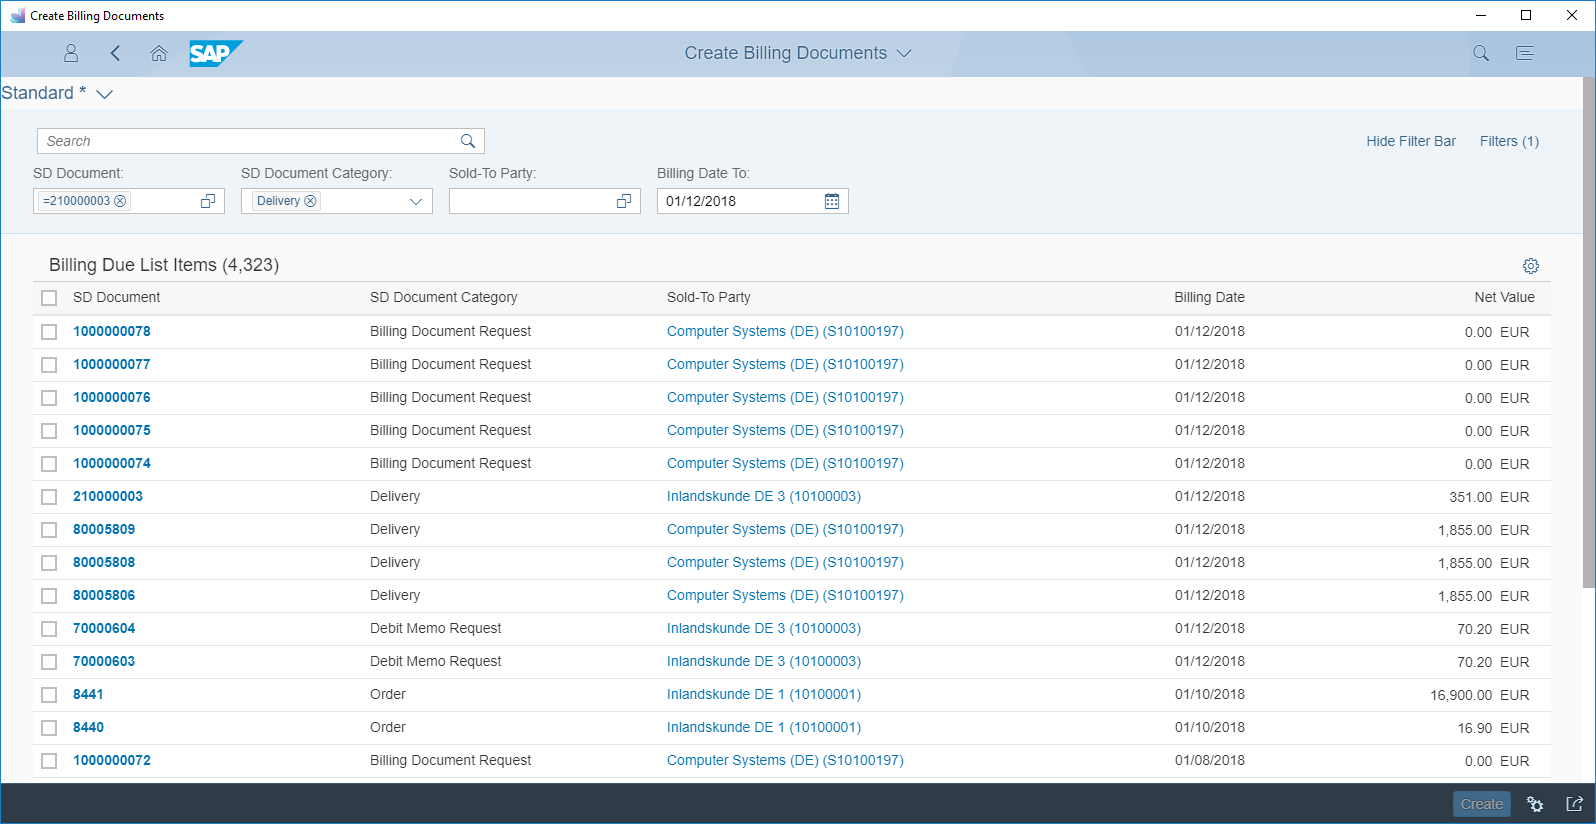 Create Billing Documents
SAP
Create Billing Documents
Standard *
Search
Hide Filter Bar Filters (1)
SD Document: SD Document Category: Sold-To Party: Billing Date To:
=210000003 Delivery 01/12/2018
Billing Due List Items (4,323)
SD Document SD Document Category Sold-To Party Billing Date Net Value
1000000078 Billing Document Request Computer Systems (DE) (S10100197) 01/12/2018 0.00 EUR
1000000077 Billing Document Request Computer Systems (DE) (S10100197) 01/12/2018 0.00 EUR
1000000076 Billing Document Request Computer Systems (DE) (S10100197) 01/12/2018 0.00 EUR
1000000075 Billing Document Request Computer Systems (DE) (S10100197) 01/12/2018 0.00 EUR
1000000074 Billing Document Request Computer Systems (DE) (S10100197) 01/12/2018 0.00 EUR
210000003 Delivery Inlandskunde DE 3 (10100003) 01/12/2018 351.00 EUR
80005809 Delivery Computer Systems (DE) (S10100197) 01/12/2018 1,855.00 EUR
80005808 Delivery Computer Systems (DE) (S10100197) 01/12/2018 1,855.00 EUR
80005806 Delivery Computer Systems (DE) (S10100197) 01/12/2018 1,855.00 EUR
70000604 Debit Memo Request Inlandskunde DE 3 (10100003) 01/12/2018 70.20 EUR
70000603 Debit Memo Request Inlandskunde DE 3 (10100003) 01/12/2018 70.20 EUR
8441 Order Inlandskunde DE 1 (10100001) 01/10/2018 16,900.00 EUR
8440 Order Inlandskunde DE 1 (10100001) 01/10/2018 16.90 EUR
1000000072 Billing Document Request Computer Systems (DE) (S10100197) 01/08/2018 0.00 EUR
Create